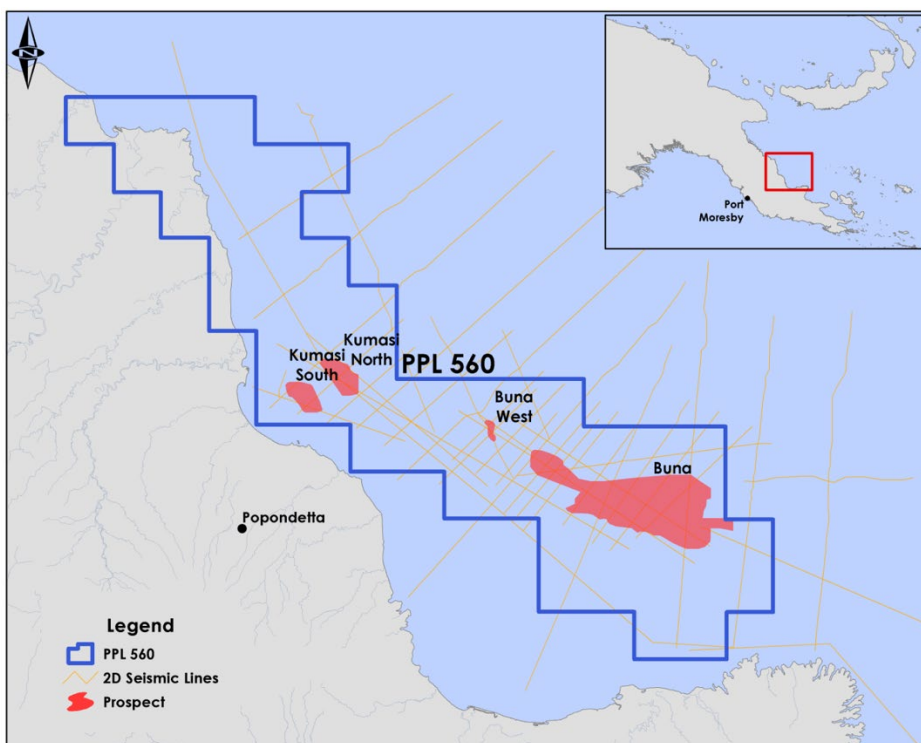 N
Port
Moresby
Kumasi
North
Kumasi
South
PPL 560
Buna
West
Buna
Popondetta
Legend
PPL 560
2D Seismic Lines
Prospect